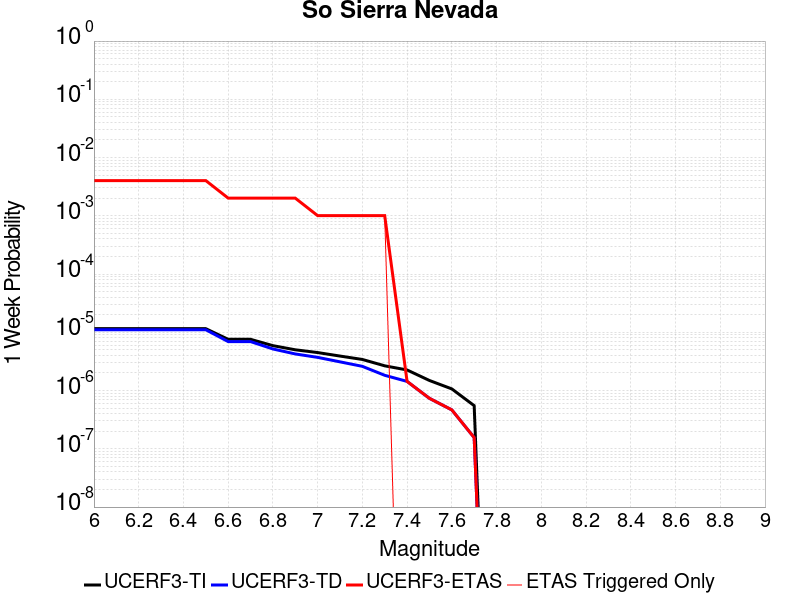 So Sierra Nevada
10^0
10^-1
10^-2
10^-3
10^-4
10^-5
10^-6
10^-7
10^-8
1 Week Probability
6 6.2 6.4 6.6 6.8 7 7.2 7.4 7.6 7.8 8 8.2 8.4 8.6 8.8 9
Magnitude
UCERF3-TI UCERF3-TD UCERF3-ETAS ETAS Triggered Only